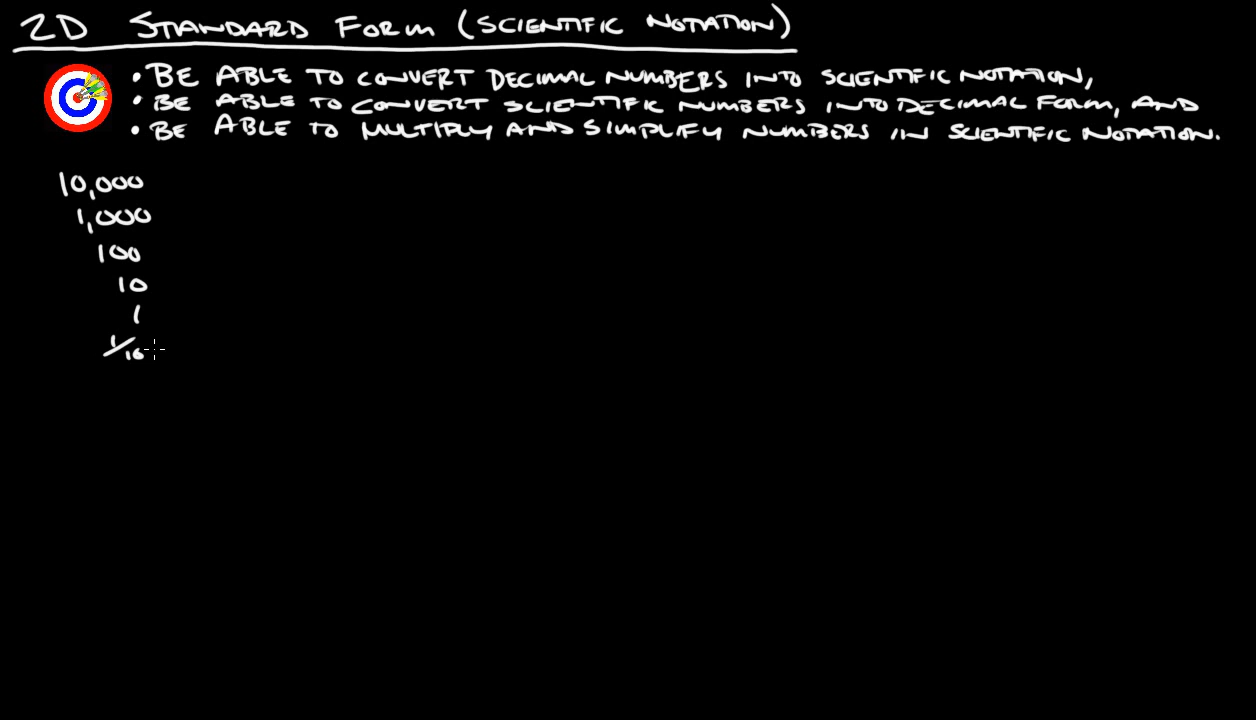 2D STANDARD FORM (SCIENTIFIC NOTATION)
• BE ABLE TO CONVERT DECIMAL NUMBERS INTO SCIENTIFIC NOTATION,
• BE ABLE TO CONVERT SCIENTIFIC NUMBERS INTO DECIMAL FORM, AND
• BE ABLE TO MULTIPLY AND SIMPLIFY NUMBERS IN SCIENTIFIC NOTATION.
10,000
1,000
100
10
1
1/10